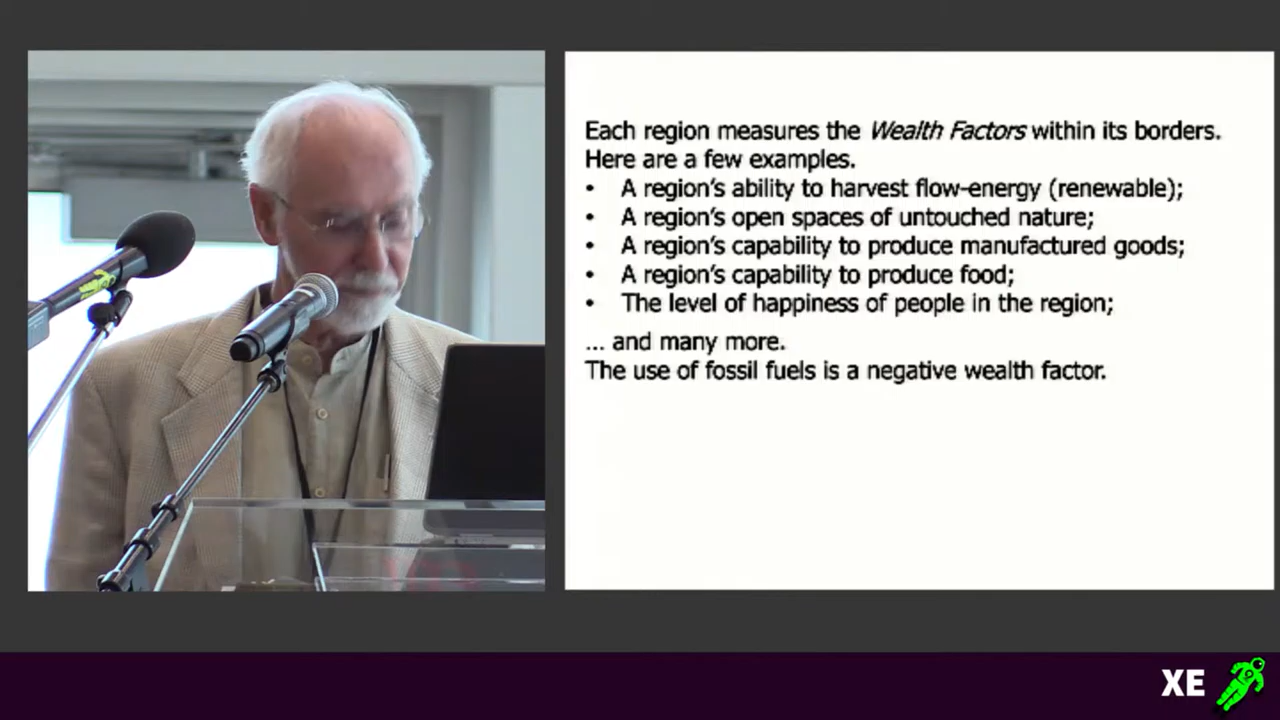 Each region measures the Wealth Factors within its borders.
Here are a few examples.
• A region's ability to harvest flow-energy (renewable);
• A region's open spaces of untouched nature;
• A region's capability to produce manufactured goods;
• A region's capability to produce food;
• The level of happiness of people in the region;
... and many more.
The use of fossil fuels is a negative wealth factor.
XE